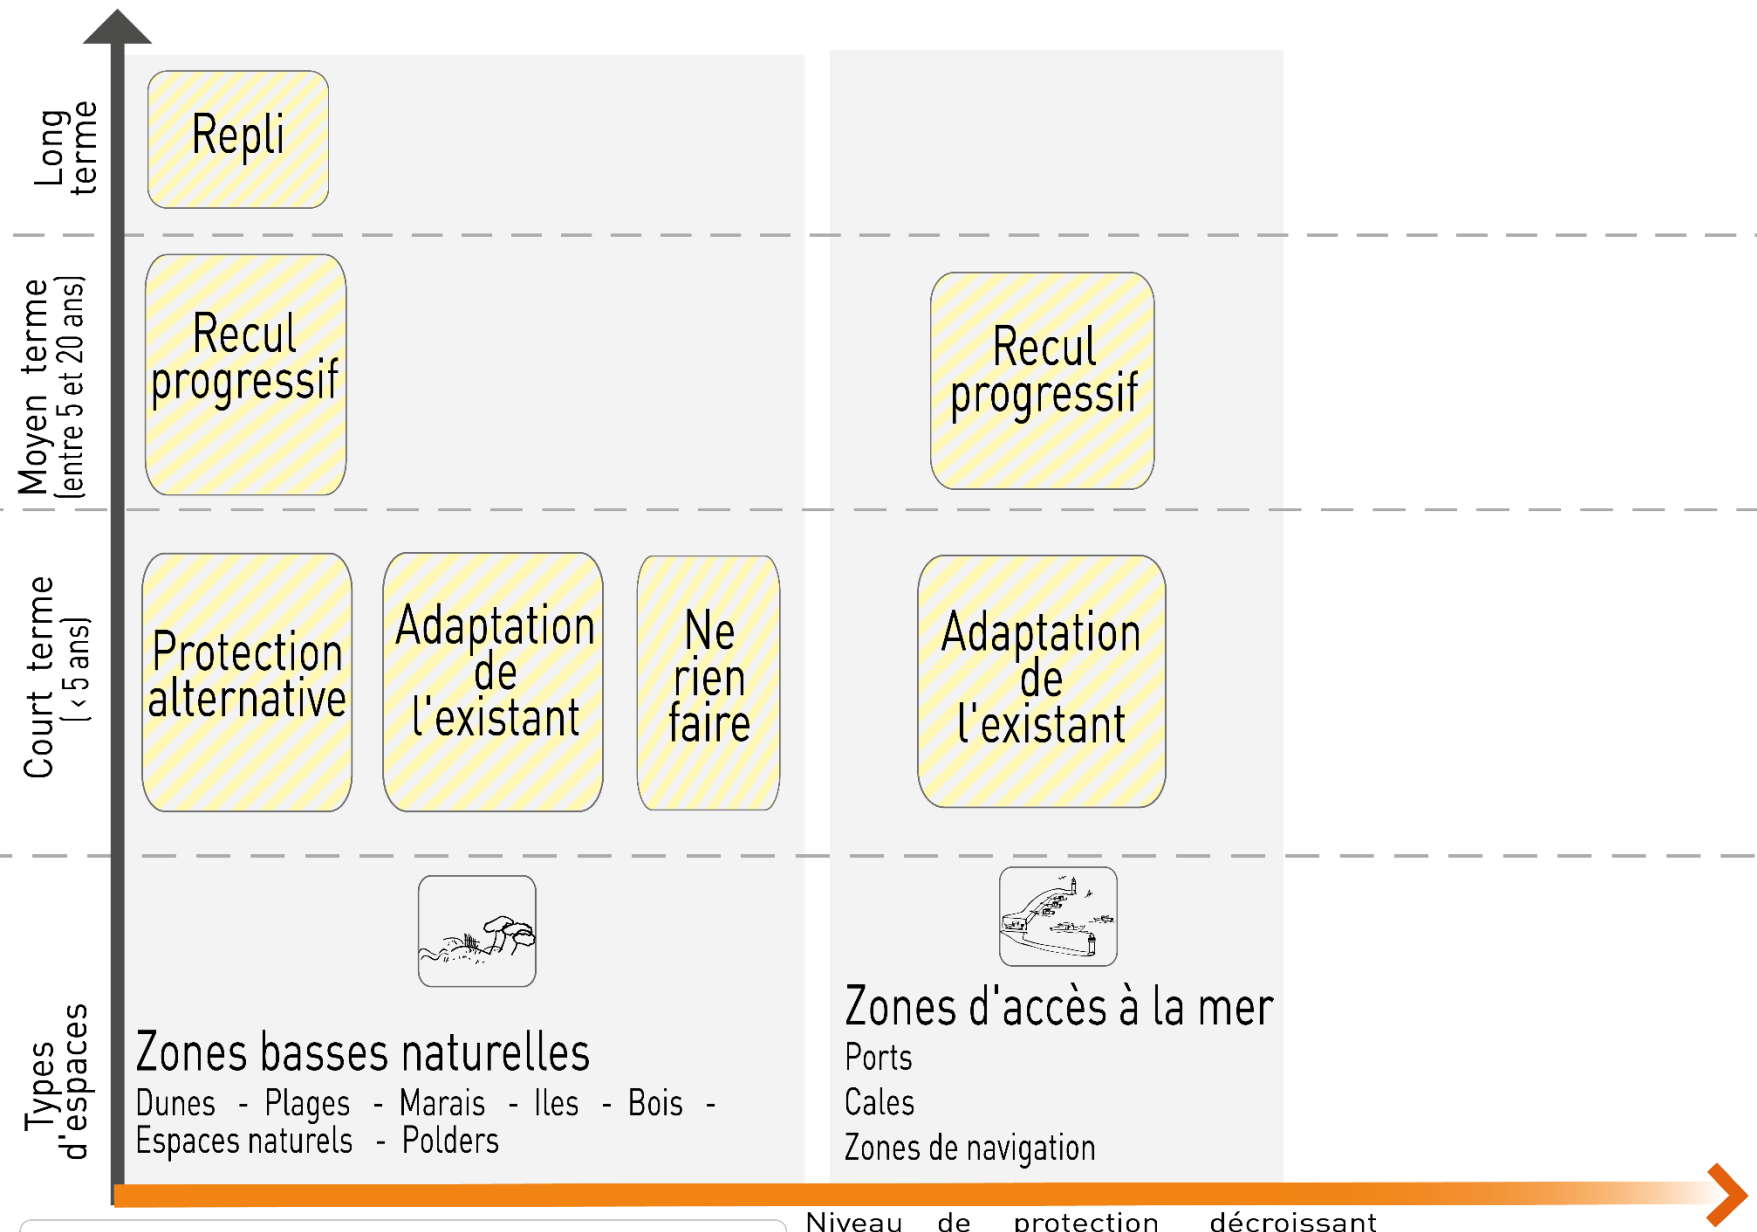 Long
terme
Repli
Moyen terme
(entre 5 et 20 ans)
Recul
progressif
Recul
progressif
Court terme
( < 5 ans)
Protection
alternative
Adaptation
de
l'existant
Ne
rien
faire
Adaptation
de
l'existant
Types
d'espaces
Zones basses naturelles
Dunes - Plages - Marais - Iles - Bois -
Espaces naturels - Polders
Zones d'accès à la mer
Ports
Cales
Zones de navigation
Niveau de protection décroissant